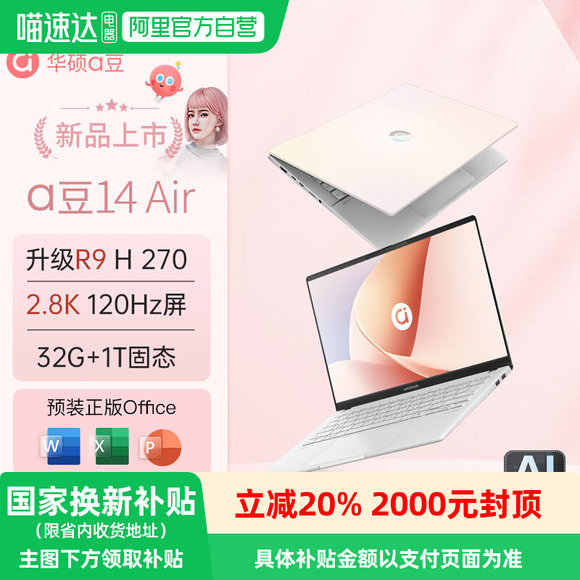 喵速达 电器 阿里官方自营
华硕a豆
新品上市
a豆14 Air
升级R9 H 270
2.8K 120Hz屏
32G+1T固态
预装正版Office
W X P
AI
国家换新补贴
(限省内收货地址)
主图下方领取补贴
立减20% 2000元封顶
具体补贴金额以支付页面为准